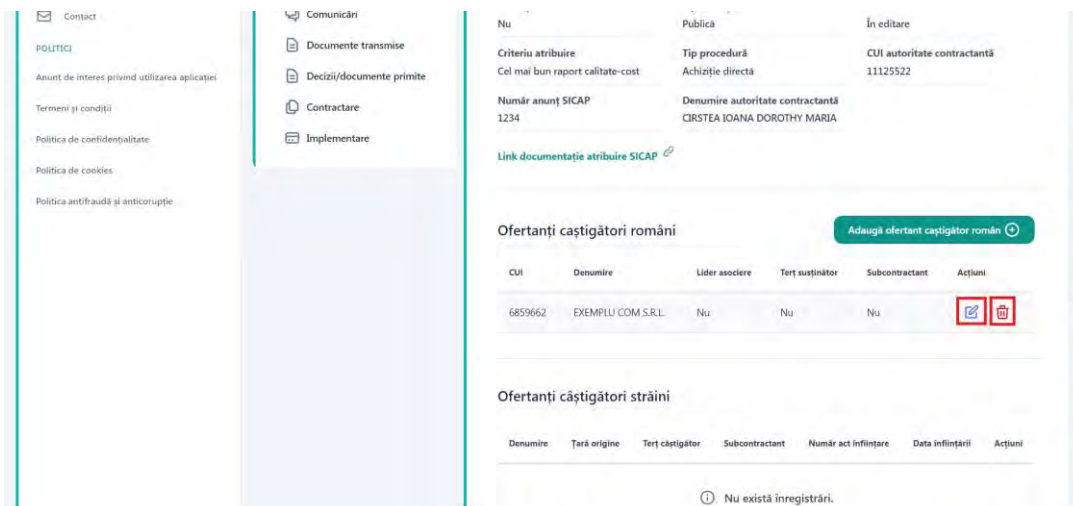 Contact
POLITICI
Anunț de interes privind utilizarea aplicației
Termeni și condiții
Politica de confidențialitate
Politica de cookies
Politica antifraudă și anticorupție
Comunicări
Documente transmise
Decizii/documente primite
Contractare
Implementare
Nu
Publică
În editare
Criteriu atribuire
Tip procedură
CUI autoritate contractantă
Cel mai bun raport calitate-cost
Achiziție directă
11125522
Număr anunț SICAP
Denumire autoritate contractantă
1234
CIRSTEA IOANA DOROTHY MARIA
Link documentație atribuire SICAP
Ofertanți caștigători români
Adaugă ofertant caștigător român
CUI Denumire Lider asociere Terț susținător Subcontractant Acțiuni
6859662 EXEMPLU COM S.R.L. Nu Nu Nu
Ofertanți câștigători străini
Denumire Țară origine Terț câștigător Subcontractant Număr act înființare Data înființării Acțiuni
Nu există înregistrări.